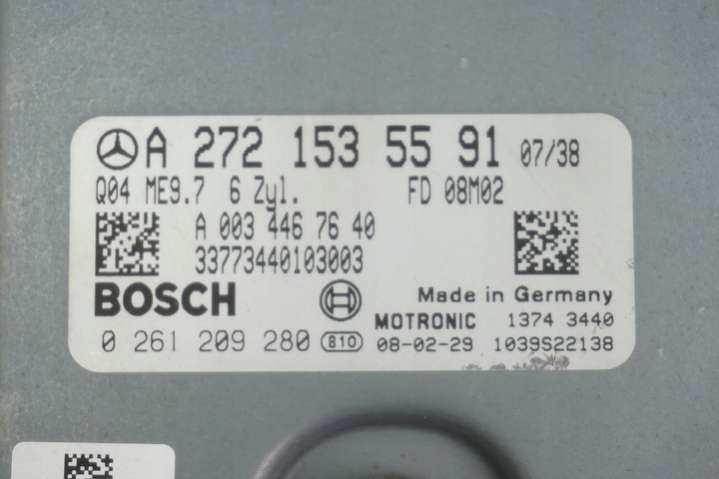 A 272 153 55 91 07/38
Q04 ME9.7 6 Zyl. FD 08M02
A 003 446 76 40
33773440103003
BOSCH
Made in Germany
MOTRONIC 1374 3440
0 261 209 280 810 08-02-29 1039S22138